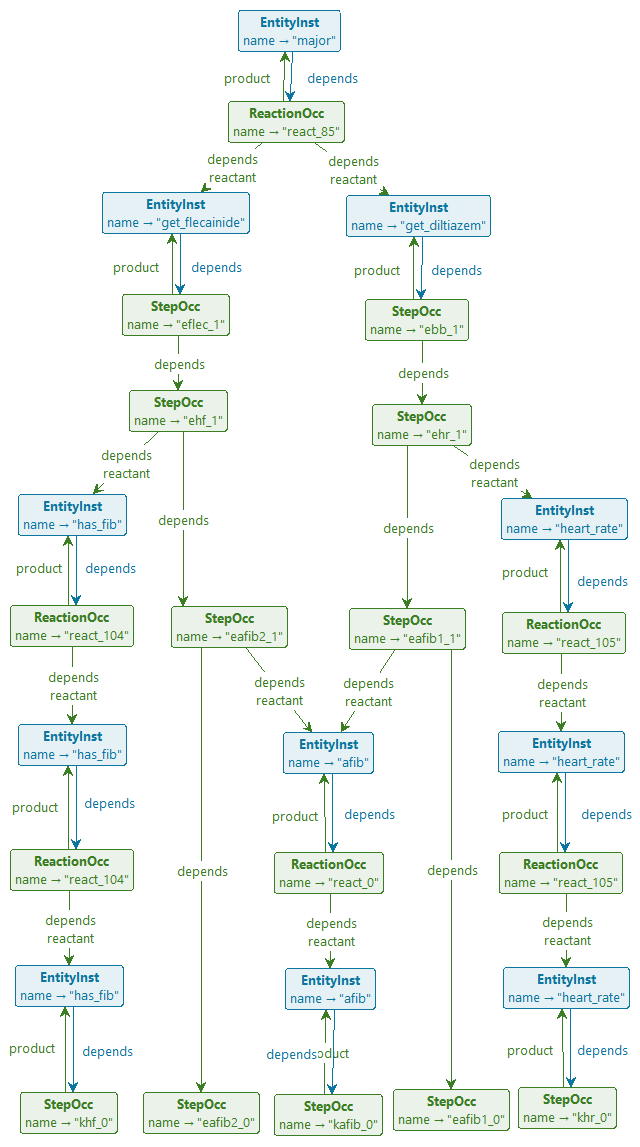 EntityInst
name → "major"
product
depends
ReactionOcc
name → "react_85"
depends
reactant
depends
reactant
EntityInst
name → "get_flecainide"
EntityInst
name → "get_diltiazem"
product
depends
product
depends
StepOcc
name → "eflec_1"
StepOcc
name → "ebb_1"
depends
depends
StepOcc
name → "ehf_1"
StepOcc
name → "ehr_1"
depends
reactant
depends
reactant
EntityInst
name → "has_fib"
depends
depends
EntityInst
name → "heart_rate"
product
depends
product
depends
ReactionOcc
name → "react_104"
StepOcc
name → "eafib2_1"
StepOcc
name → "eafib1_1"
ReactionOcc
name → "react_105"
depends
reactant
depends
reactant
depends
reactant
depends
reactant
EntityInst
name → "has_fib"
EntityInst
name → "afib"
EntityInst
name → "heart_rate"
product
depends
product
depends
product
depends
ReactionOcc
name → "react_104"
depends
ReactionOcc
name → "react_0"
depends
ReactionOcc
name → "react_105"
depends
reactant
depends
reactant
depends
reactant
EntityInst
name → "has_fib"
EntityInst
name → "afib"
EntityInst
name → "heart_rate"
product
depends
depends
product
depends
StepOcc
name → "khf_0"
StepOcc
name → "eafib2_0"
StepOcc
name → "kafib_0"
StepOcc
name → "eafib1_0"
StepOcc
name → "khr_0"